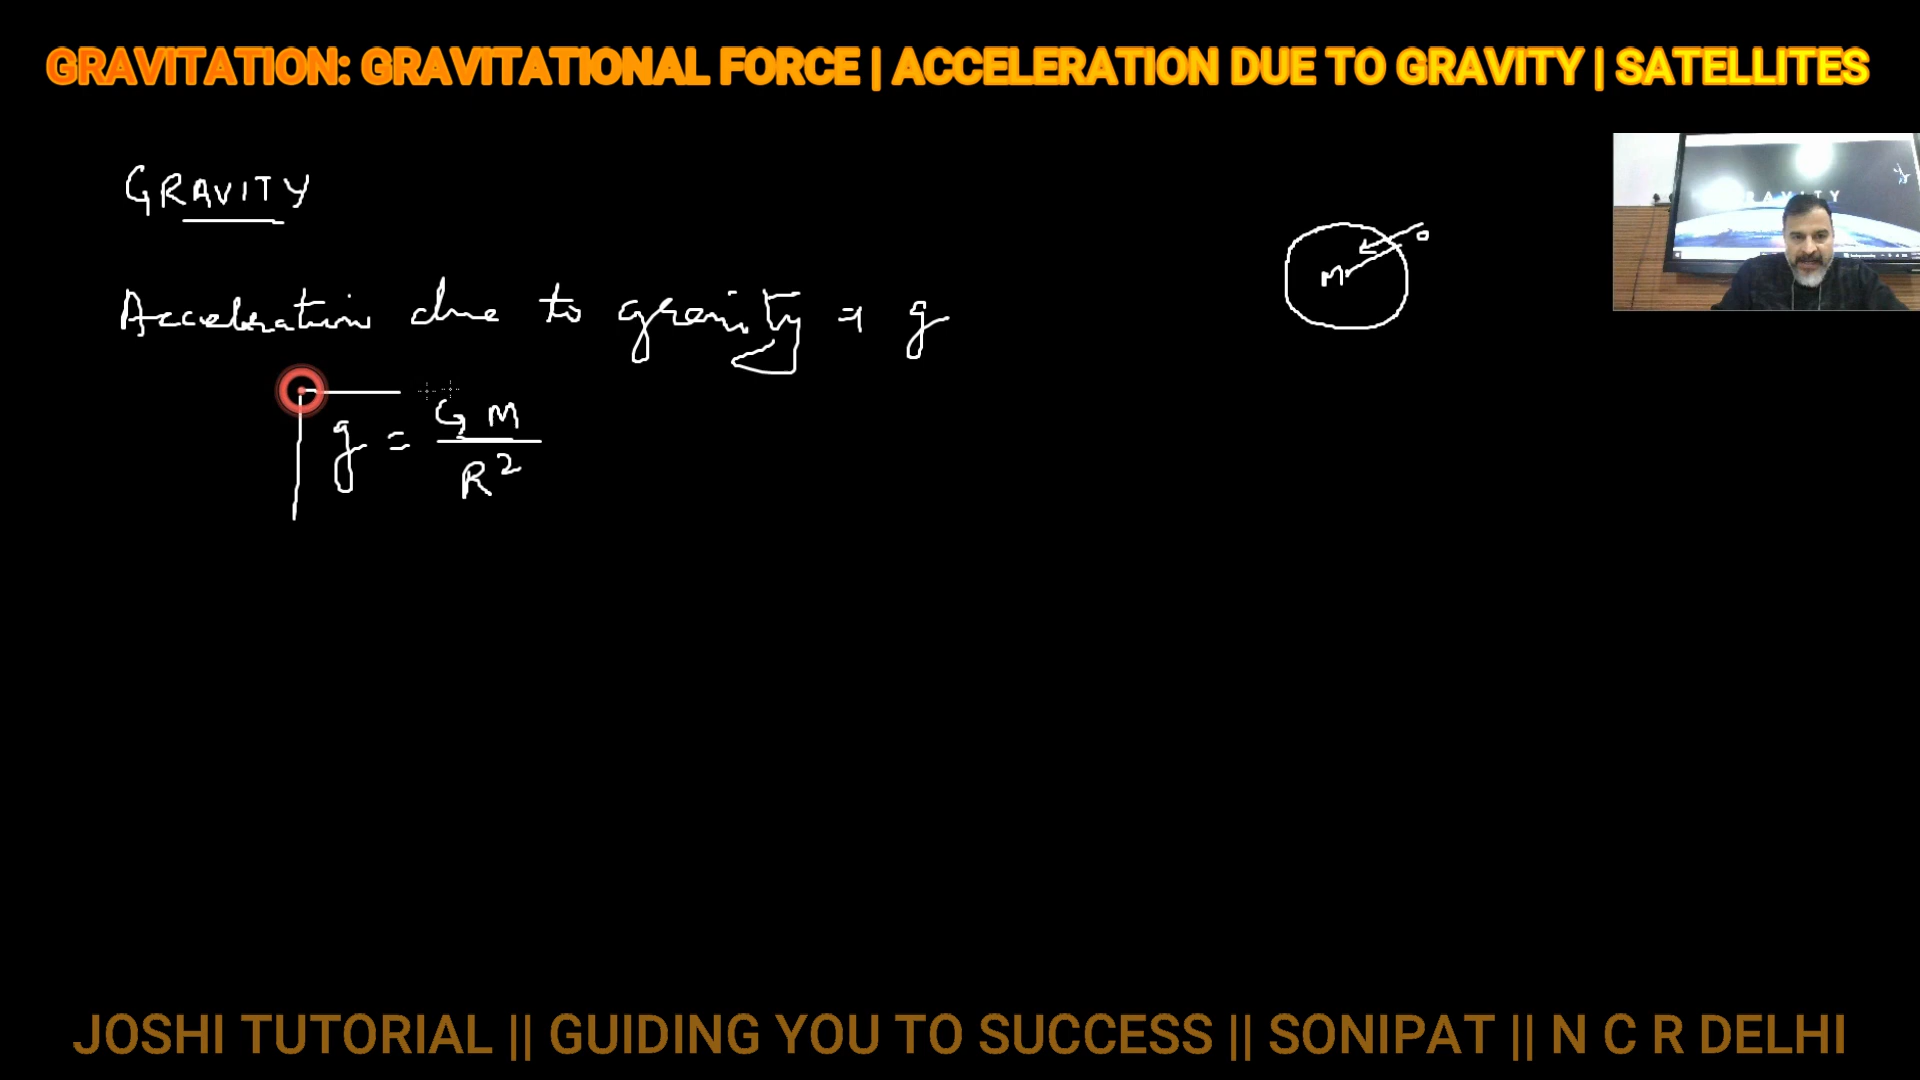 GRAVITATION: GRAVITATIONAL FORCE | ACCELERATION DUE TO GRAVITY | SATELLITES
GRAVITY
GRAVITY
M
Acceleration due to gravity = g
g = GM
R²
JOSHI TUTORIAL || GUIDING YOU TO SUCCESS || SONIPAT || N C R DELHI